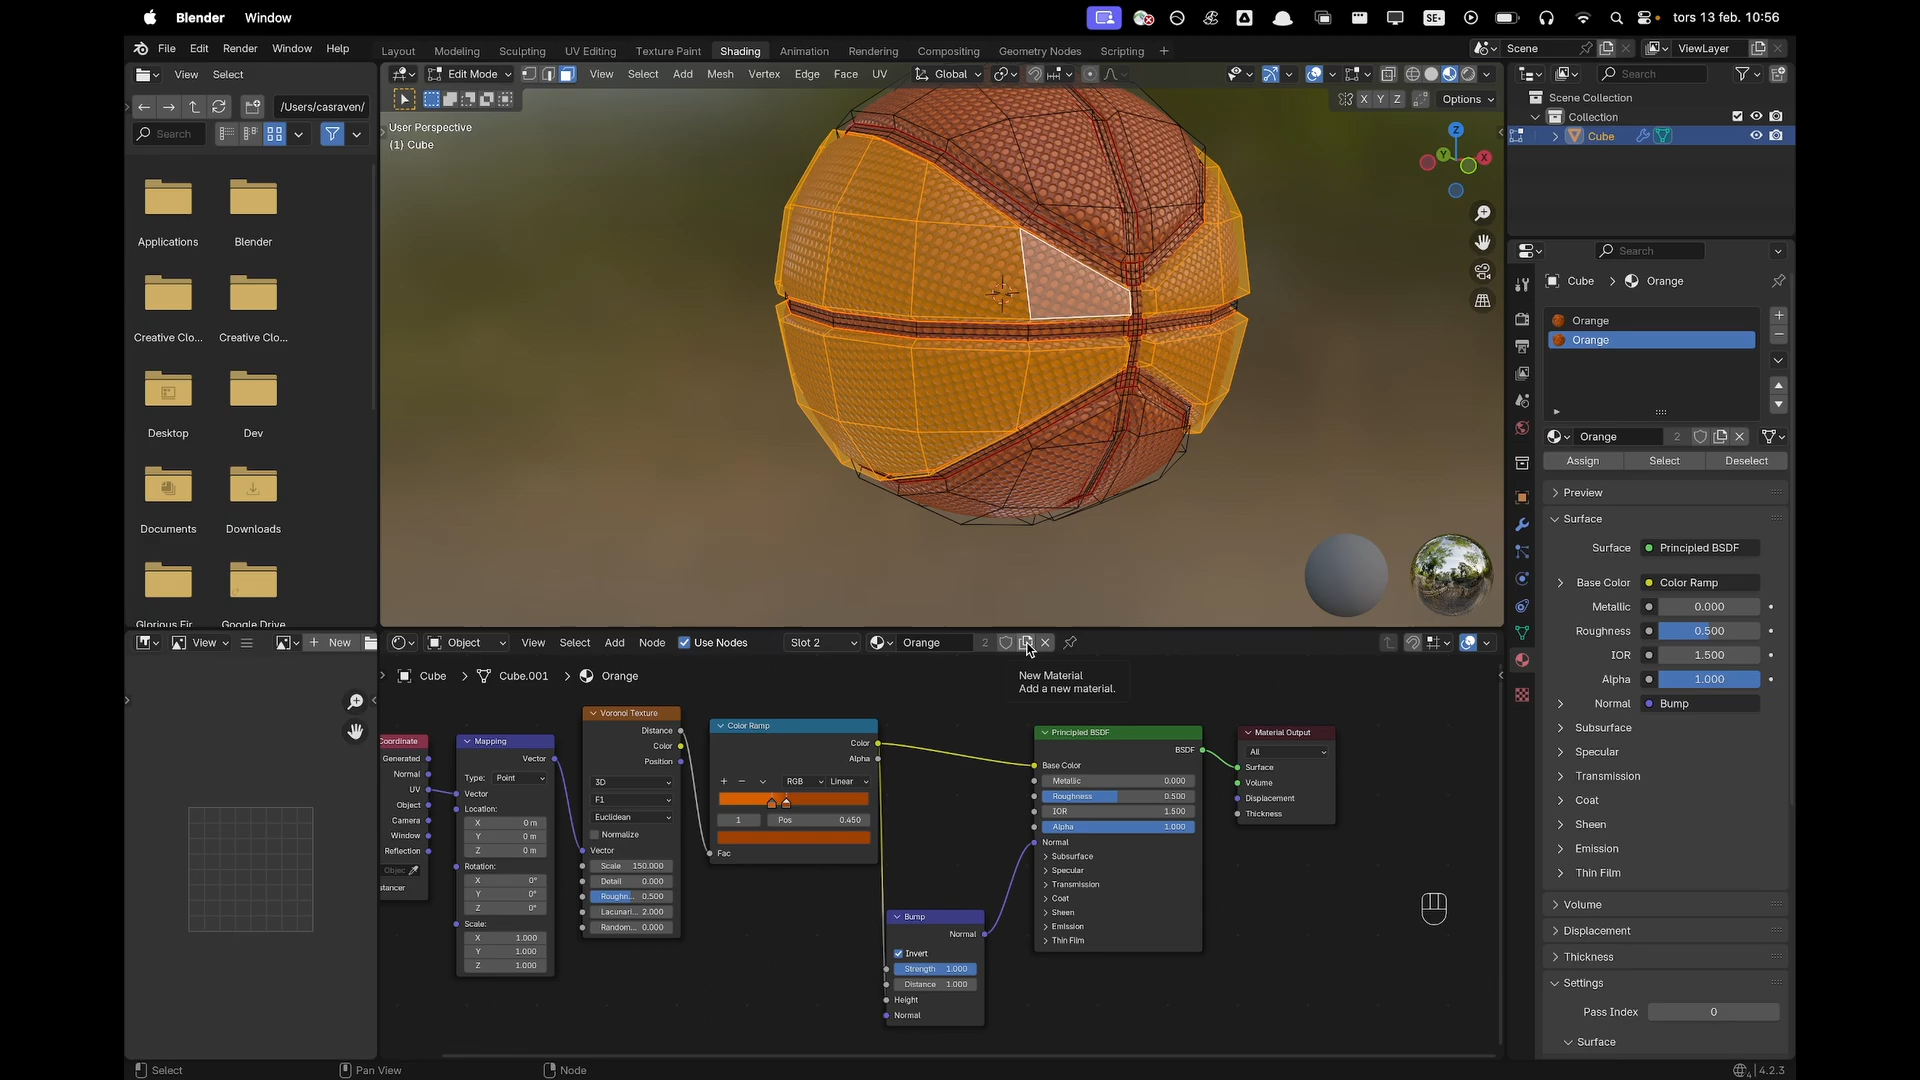 Blender Window
SE
tors 13 feb. 10:56
File Edit Render Window Help
Layout Modeling Sculpting UV Editing Texture Paint Shading Animation Rendering Compositing Geometry Nodes Scripting +
Scene
ViewLayer
View Select
Edit Mode View Select Add Mesh Vertex Edge Face UV
Global
Search
/Users/casraven/
Search
X Y Z
Options
Scene Collection
Collection
Cube
User Perspective
(1) Cube
Z
Y
X
Applications
Blender
Creative Clo...
Creative Clo...
Desktop
Dev
Documents
Downloads
Glorious Fir
Google Drive
Search
Cube > Orange
Orange
Orange
Orange 2
Assign Select Deselect
Preview
Surface
Surface Principled BSDF
Base Color Color Ramp
Metallic 0.000
Roughness 0.500
IOR 1.500
Alpha 1.000
Normal Bump
Subsurface
Specular
Transmission
Coat
Sheen
Emission
Thin Film
Volume
Displacement
Thickness
Settings
Pass Index 0
Surface
View
New
Object View Select Add Node Use Nodes Slot 2 Orange 2
Cube > Cube.001 > Orange
New Material
Add a new material.
Coordinate
Generated
Normal
UV
Object
Camera
Window
Reflection
Objec
stancer
Mapping
Vector
Type: Point
Vector
Location:
X 0 m
Y 0 m
Z 0 m
Rotation:
X 0°
Y 0°
Z 0°
Scale:
X 1.000
Y 1.000
Z 1.000
Voronoi Texture
Distance
Color
Position
3D
F1
Euclidean
Normalize
Vector
Scale 150.000
Detail 0.000
Roughn... 0.500
Lacunari... 2.000
Random... 0.000
Color Ramp
Color
Alpha
RGB Linear
1 Pos 0.450
Fac
Bump
Normal
Invert
Strength 1.000
Distance 1.000
Height
Normal
Principled BSDF
BSDF
Base Color
Metallic 0.000
Roughness 0.500
IOR 1.500
Alpha 1.000
Normal
Subsurface
Specular
Transmission
Coat
Sheen
Emission
Thin Film
Material Output
All
Surface
Volume
Displacement
Thickness
Select
Pan View
Node
4.2.3